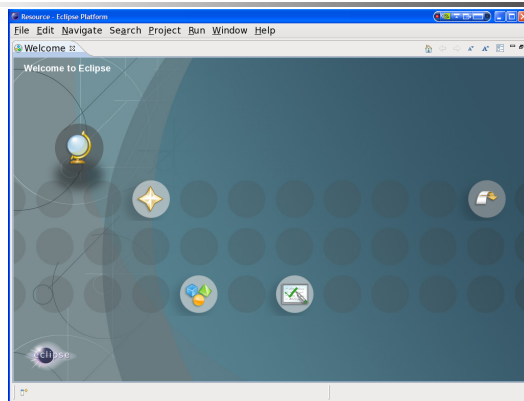 Resource - Eclipse Platform
File Edit Navigate Search Project Run Window Help
Welcome
Welcome to Eclipse
eclipse